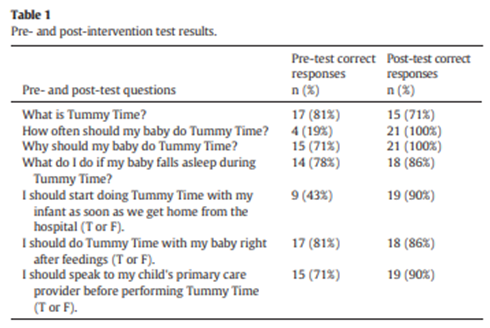 Table 1
Pre- and post-intervention test results.
Pre- and post-test questions Pre-test correct responses n (%) Post-test correct responses n (%)
What is Tummy Time? 17 (81%) 15 (71%)
How often should my baby do Tummy Time? 4 (19%) 21 (100%)
Why should my baby do Tummy Time? 15 (71%) 21 (100%)
What do I do if my baby falls asleep during 14 (78%) 18 (86%)
Tummy Time?
I should start doing Tummy Time with my 9 (43%) 19 (90%)
infant as soon as we get home from the
hospital (T or F).
I should do Tummy Time with my baby right 17 (81%) 18 (86%)
after feedings (T or F).
I should speak to my child's primary care 15 (71%) 19 (90%)
provider before performing Tummy Time
(T or F).